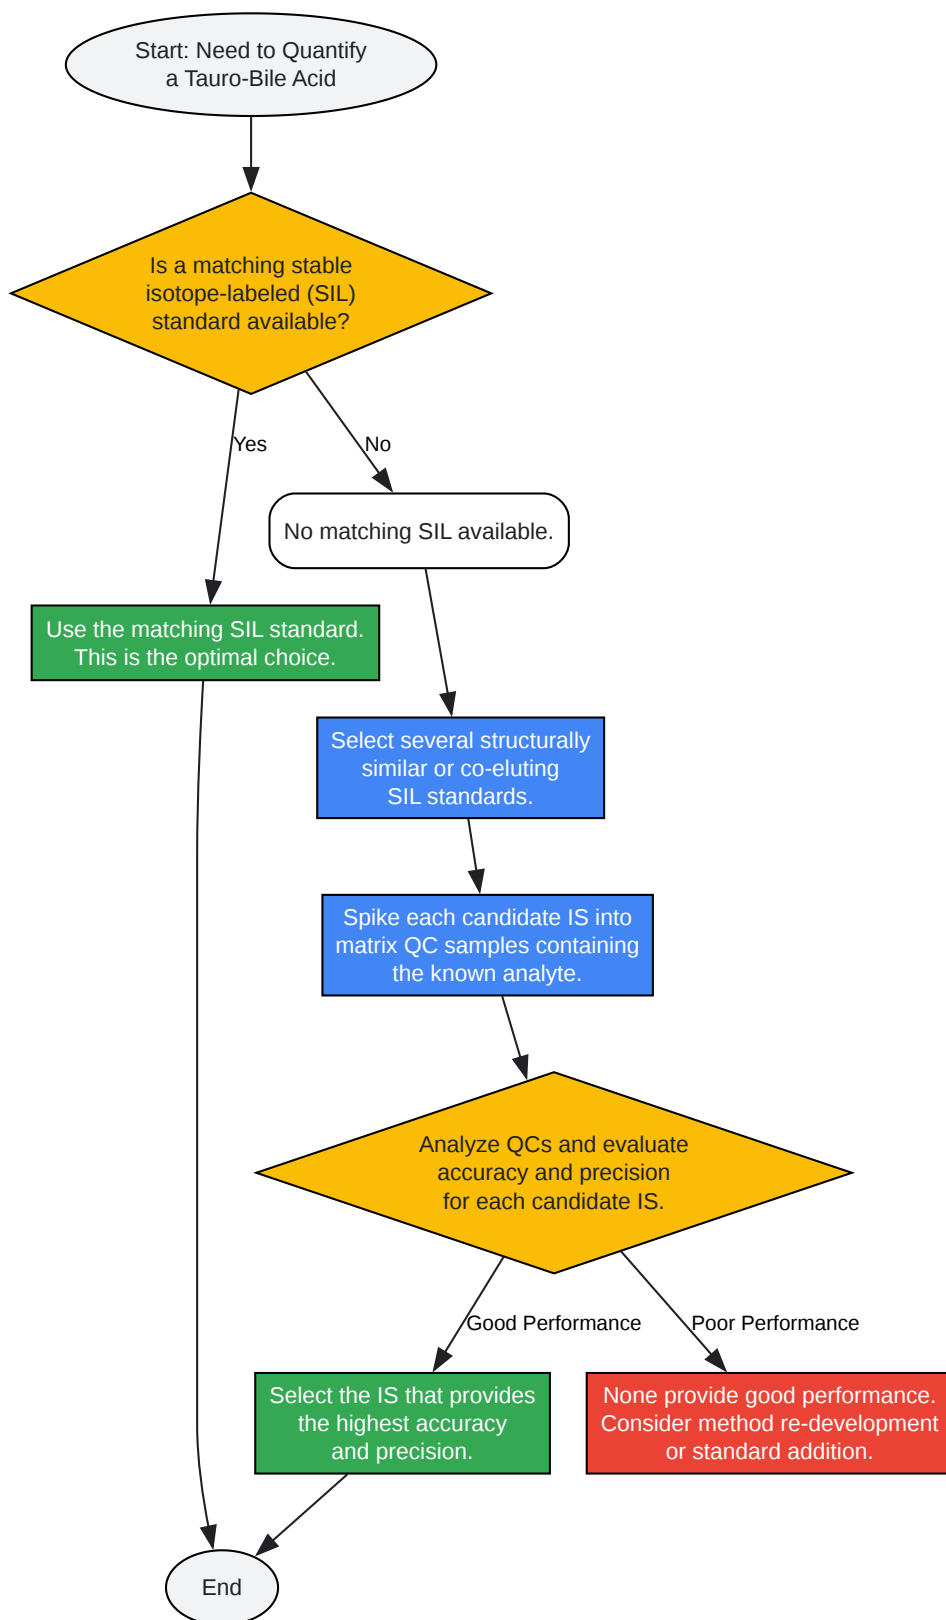 Start: Need to Quantify
a Tauro-Bile Acid
Is a matching stable
isotope-labeled (SIL)
standard available?
Yes
No
No matching SIL available.
Use the matching SIL standard.
This is the optimal choice.
Select several structurally
similar or co-eluting
SIL standards.
Spike each candidate IS into
matrix QC samples containing
the known analyte.
Analyze QCs and evaluate
accuracy and precision
for each candidate IS.
Good Performance
Poor Performance
Select the IS that provides
the highest accuracy
and precision.
None provide good performance.
Consider method re-development
or standard addition.
End